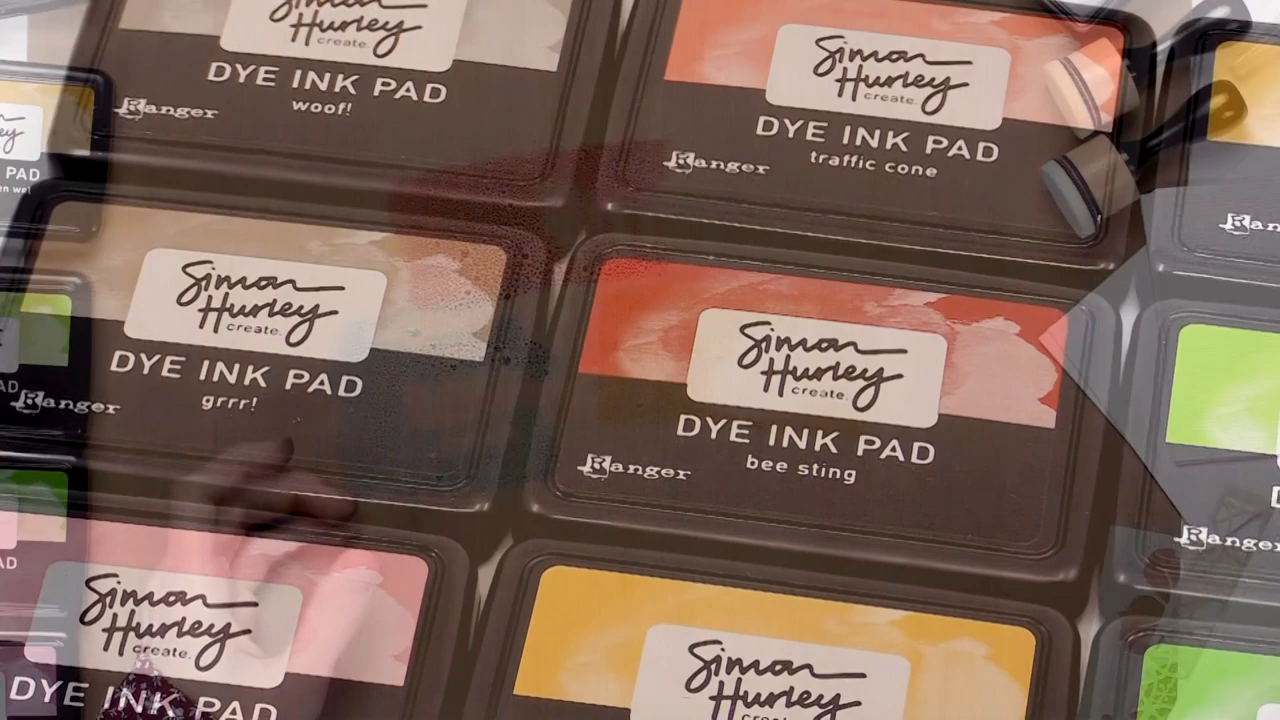 Simon
Hurley
create.
DYE INK PAD
woof!
Ranger
Simon
Hurley
create.
DYE INK PAD
traffic cone
Ranger
PAD
Ranger
Simon
Hurley
create.
DYE INK PAD
grrr!
Ranger
Simon
Hurley
create.
DYE INK PAD
bee sting
Ranger
Ranger
Simon
Hurley
create.
DYE INK PAD
Simon
Hurley